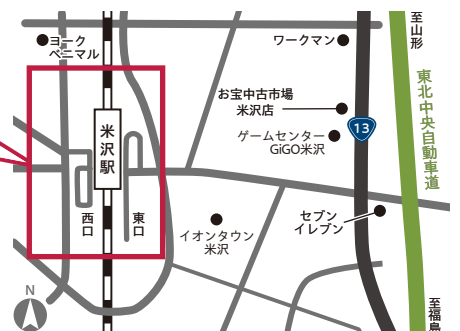 至山形
ヨーク
ベニマル
ワークマン
お宝中古市場
米沢店
東北中央自動車道
13
ゲームセンター
GiGO米沢
米沢駅
西口
東口
セブン
イレブン
イオンタウン
米沢
N
至福島